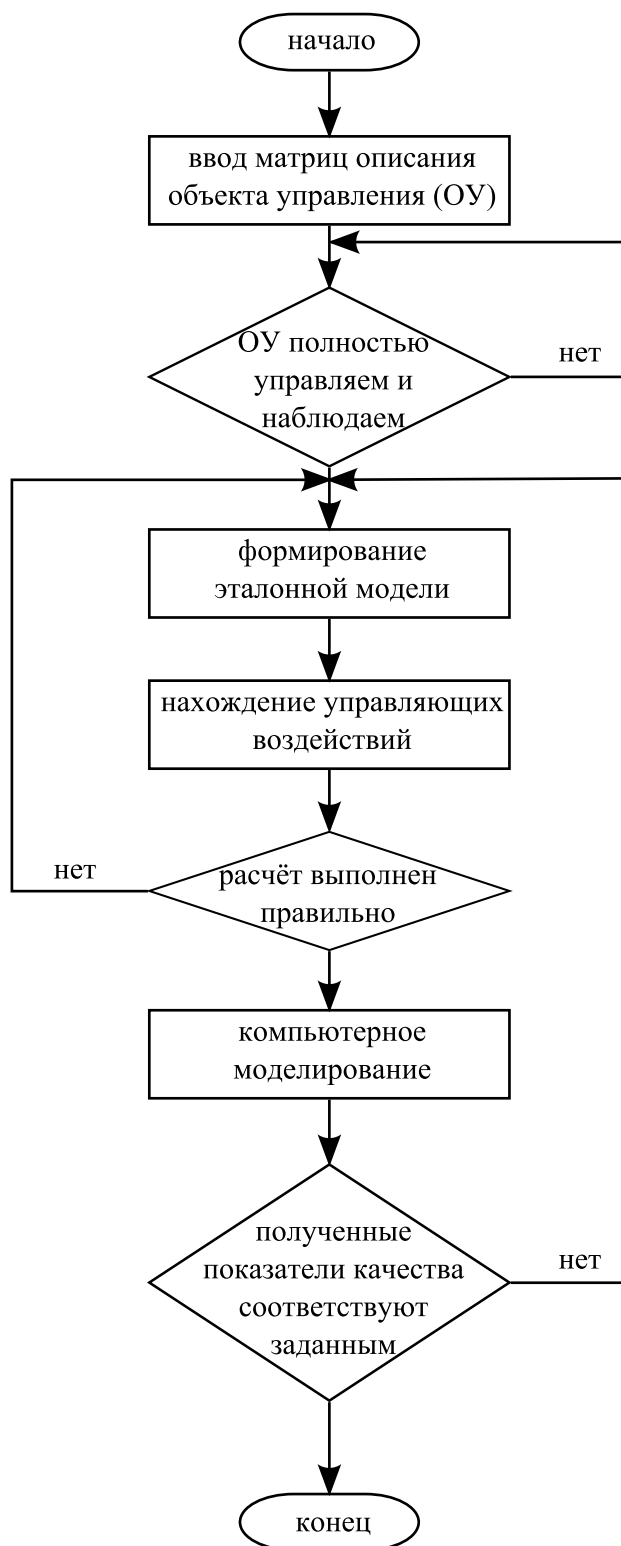 начало
ввод матриц описания
объекта управления (ОУ)
ОУ полностью
управляем и
наблюдаем
нет
формирование
эталонной модели
нахождение управляющих
воздействий
нет
расчёт выполнен
правильно
компьютерное
моделирование
полученные
показатели качества
соответствуют
заданным
нет
конец